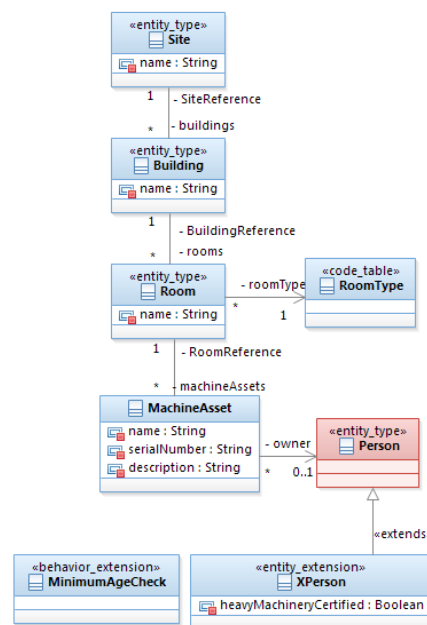 «entity_type»
Site
name : String
1
- SiteReference
*
- buildings
«entity_type»
Building
name : String
1
- BuildingReference
*
- rooms
«entity_type»
Room
name : String
- roomType
*
1
«code_table»
RoomType
1
- RoomReference
*
- machineAssets
MachineAsset
name : String
serialNumber : String
description : String
- owner
*
0..1
«entity_type»
Person
«extends
«behavior_extension»
MinimumAgeCheck
«entity_extension»
XPerson
heavyMachineryCertified : Boolean